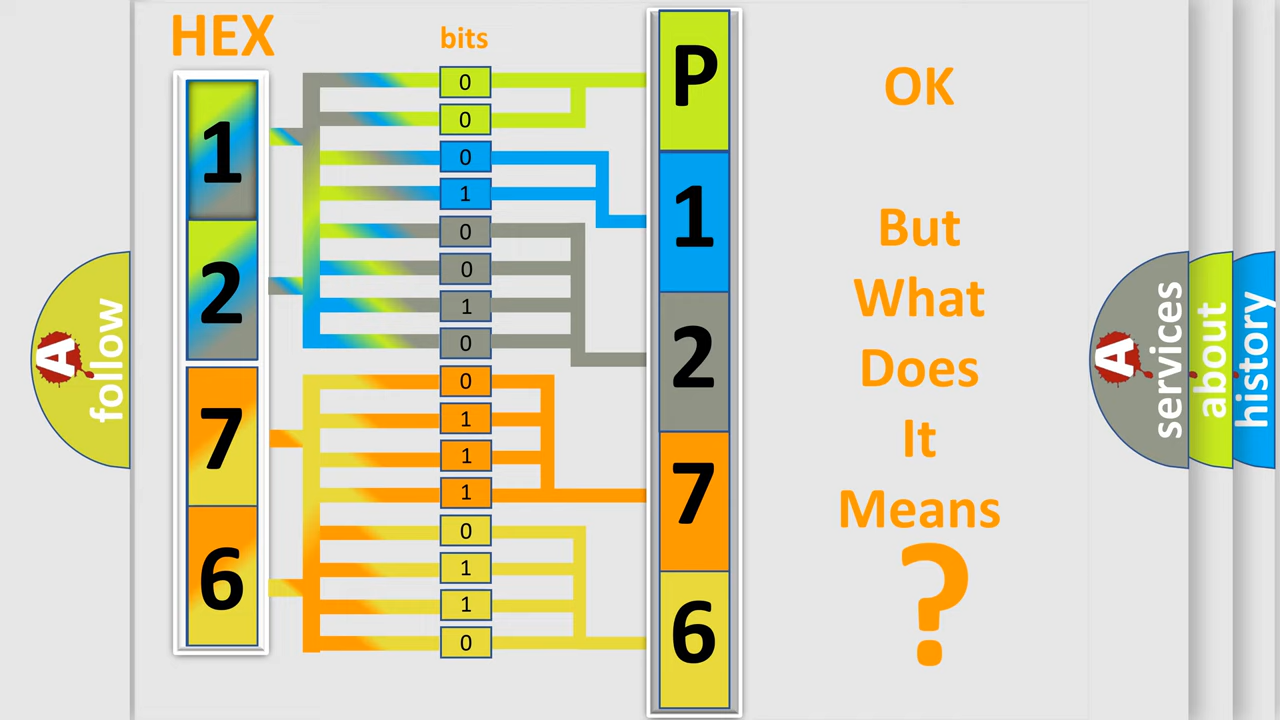 HEX
bits
1
2
7
6
0
0
0
1
0
0
1
0
0
1
1
1
0
1
1
0
P
1
2
7
6
OK
But
What
Does
It
Means
?
A
follow
A
services
about
history